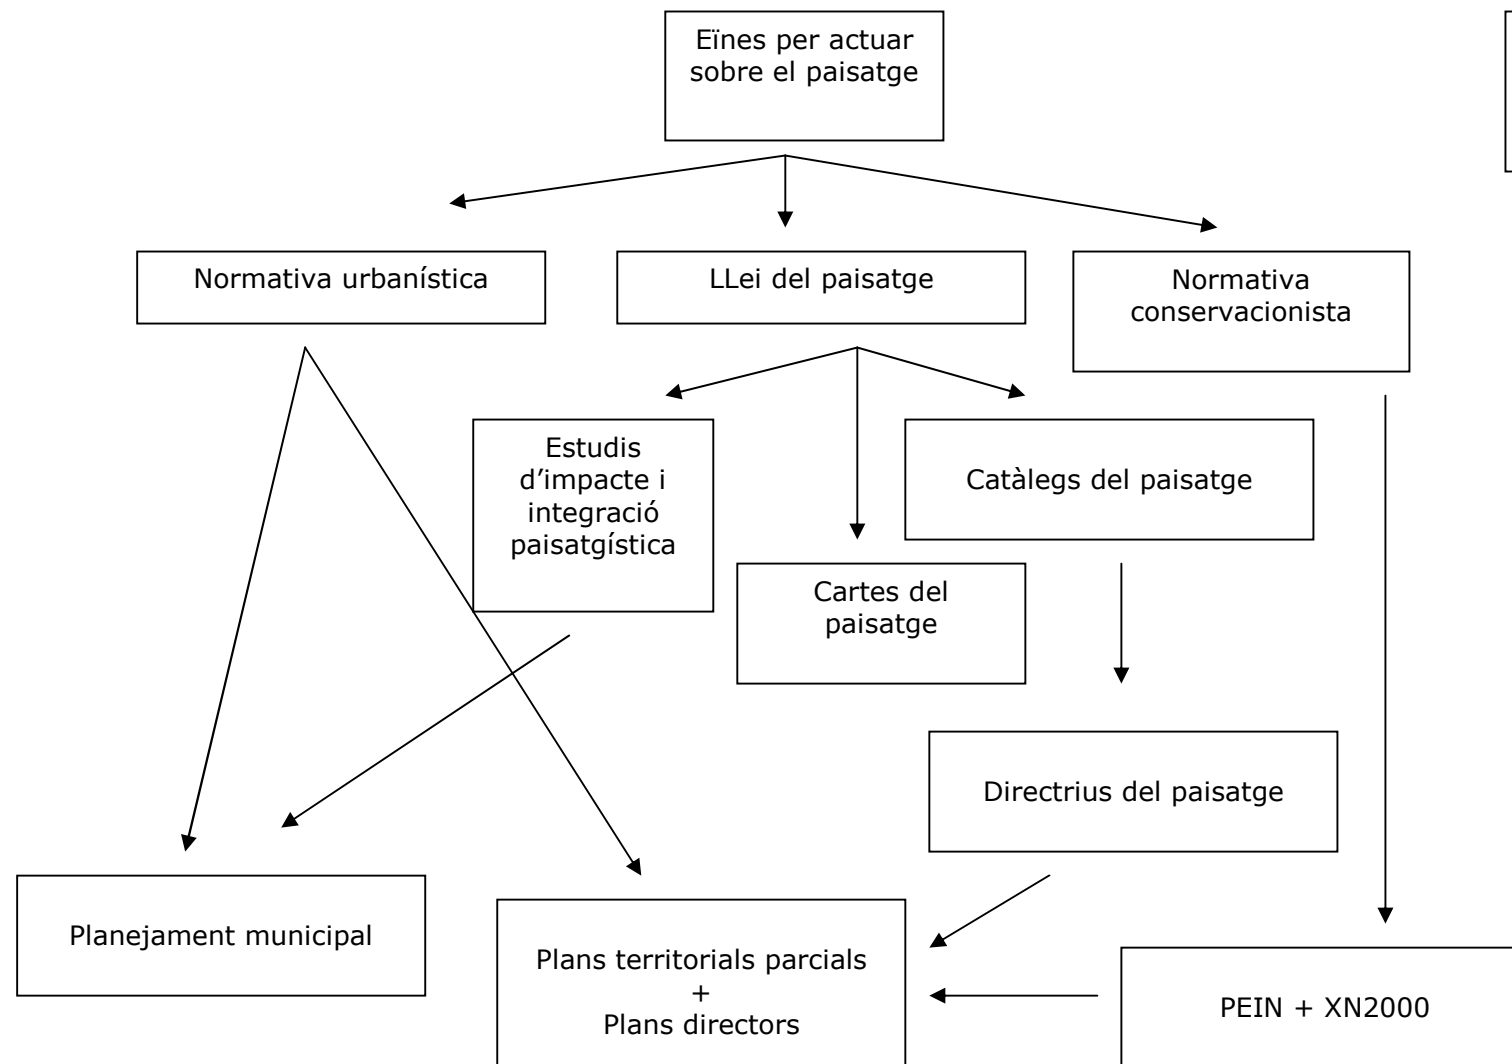 Eïnes per actuar
sobre el paisatge
Normativa urbanística
LLei del paisatge
Normativa
conservacionista
Estudis
d’impacte i
integració
paisatgística
Catàlegs del paisatge
Cartes del
paisatge
Directrius del paisatge
Planejament municipal
Plans territorials parcials
+
Plans directors
PEIN + XN2000